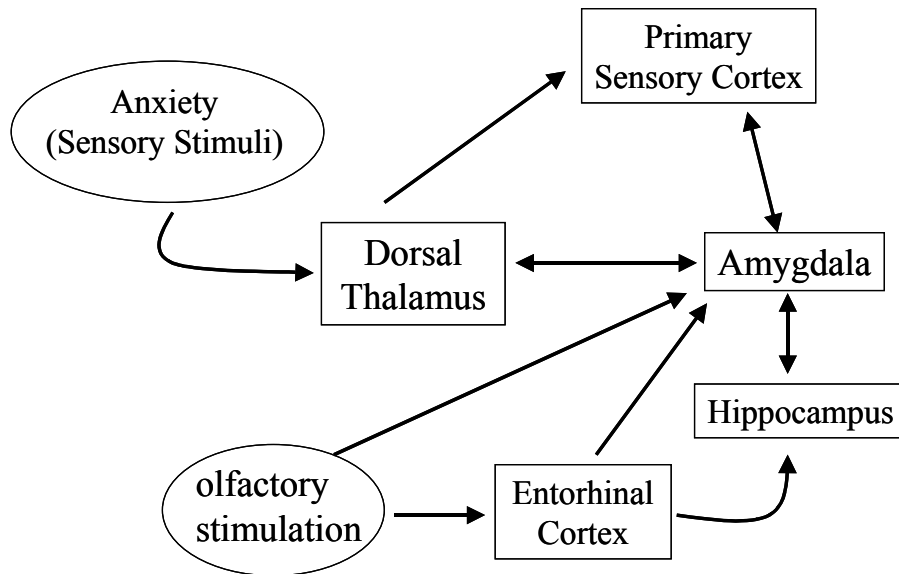 Primary
Sensory Cortex
Anxiety
(Sensory Stimuli)
Dorsal
Thalamus
Amygdala
Hippocampus
olfactory
stimulation
Entorhinal
Cortex